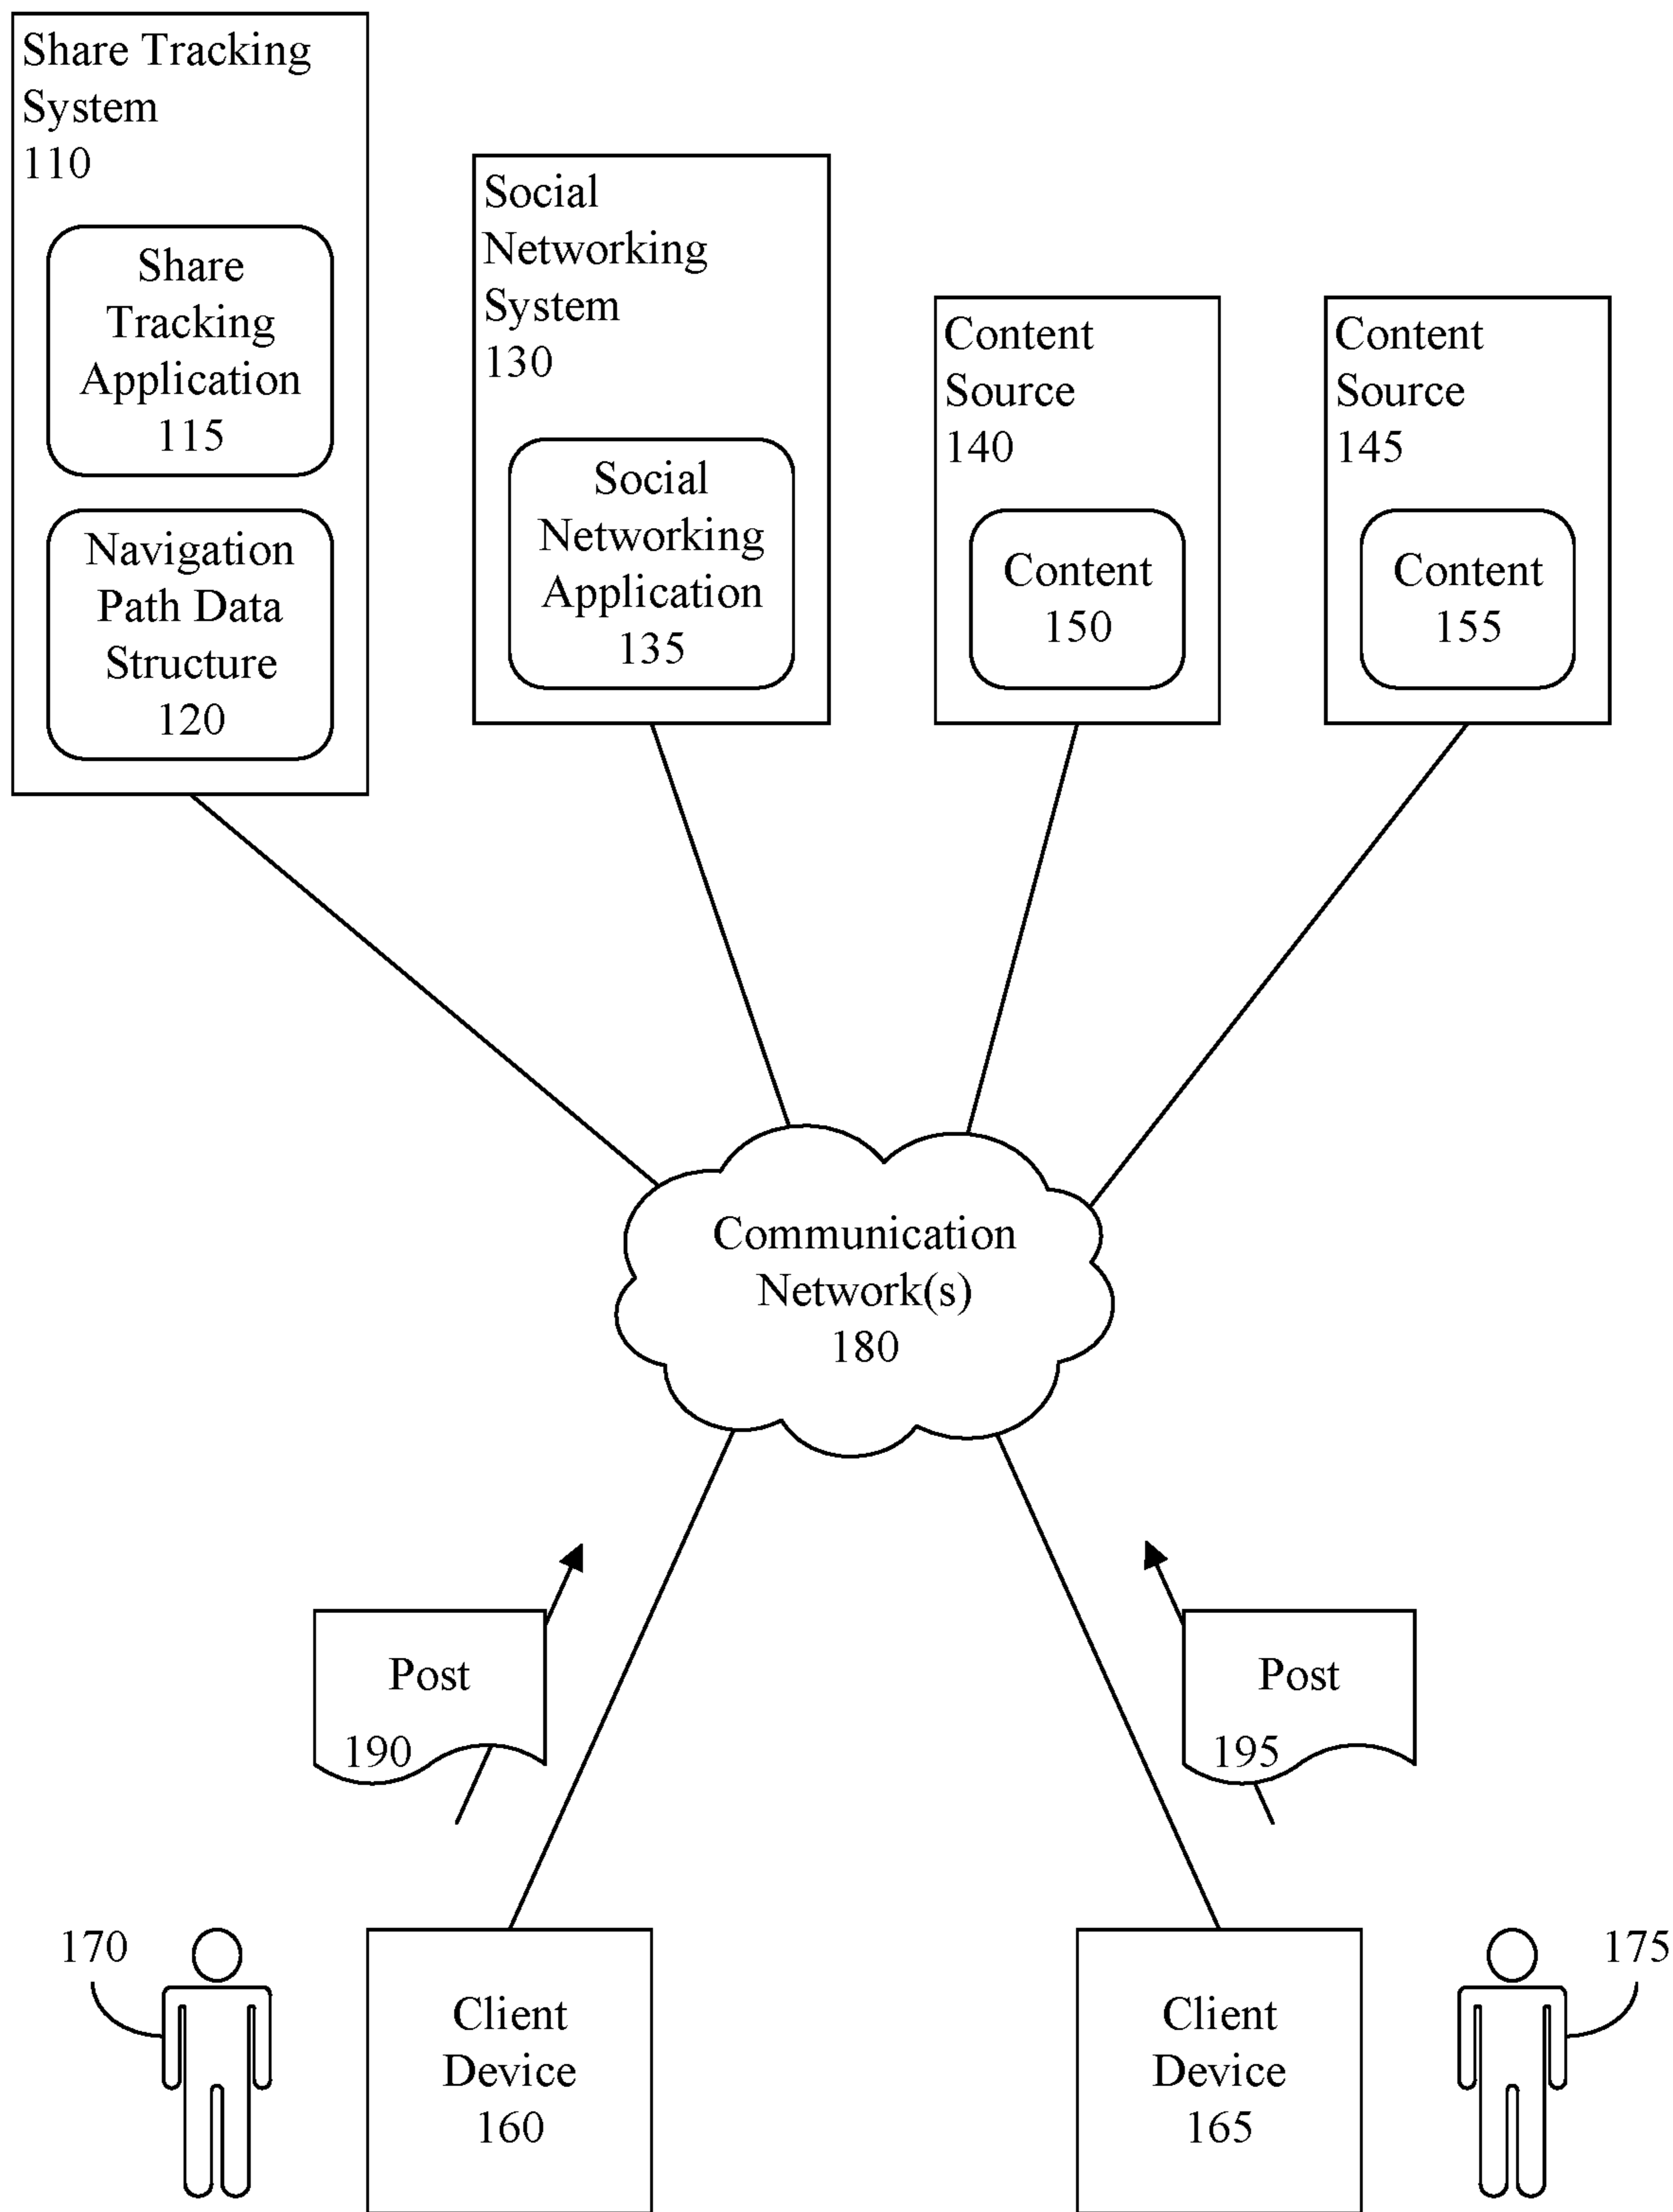 Share Tracking
System
110
Share
Tracking
Application
115
Navigation
Path Data
Structure
120
Social
Networking
System
130
Social
Networking
Application
135
Content
Source
140
Content
150
Content
Source
145
Content
155
Communication
Network(s)
180
Post
190
Post
195
170
Client
Device
160
Client
Device
165
175